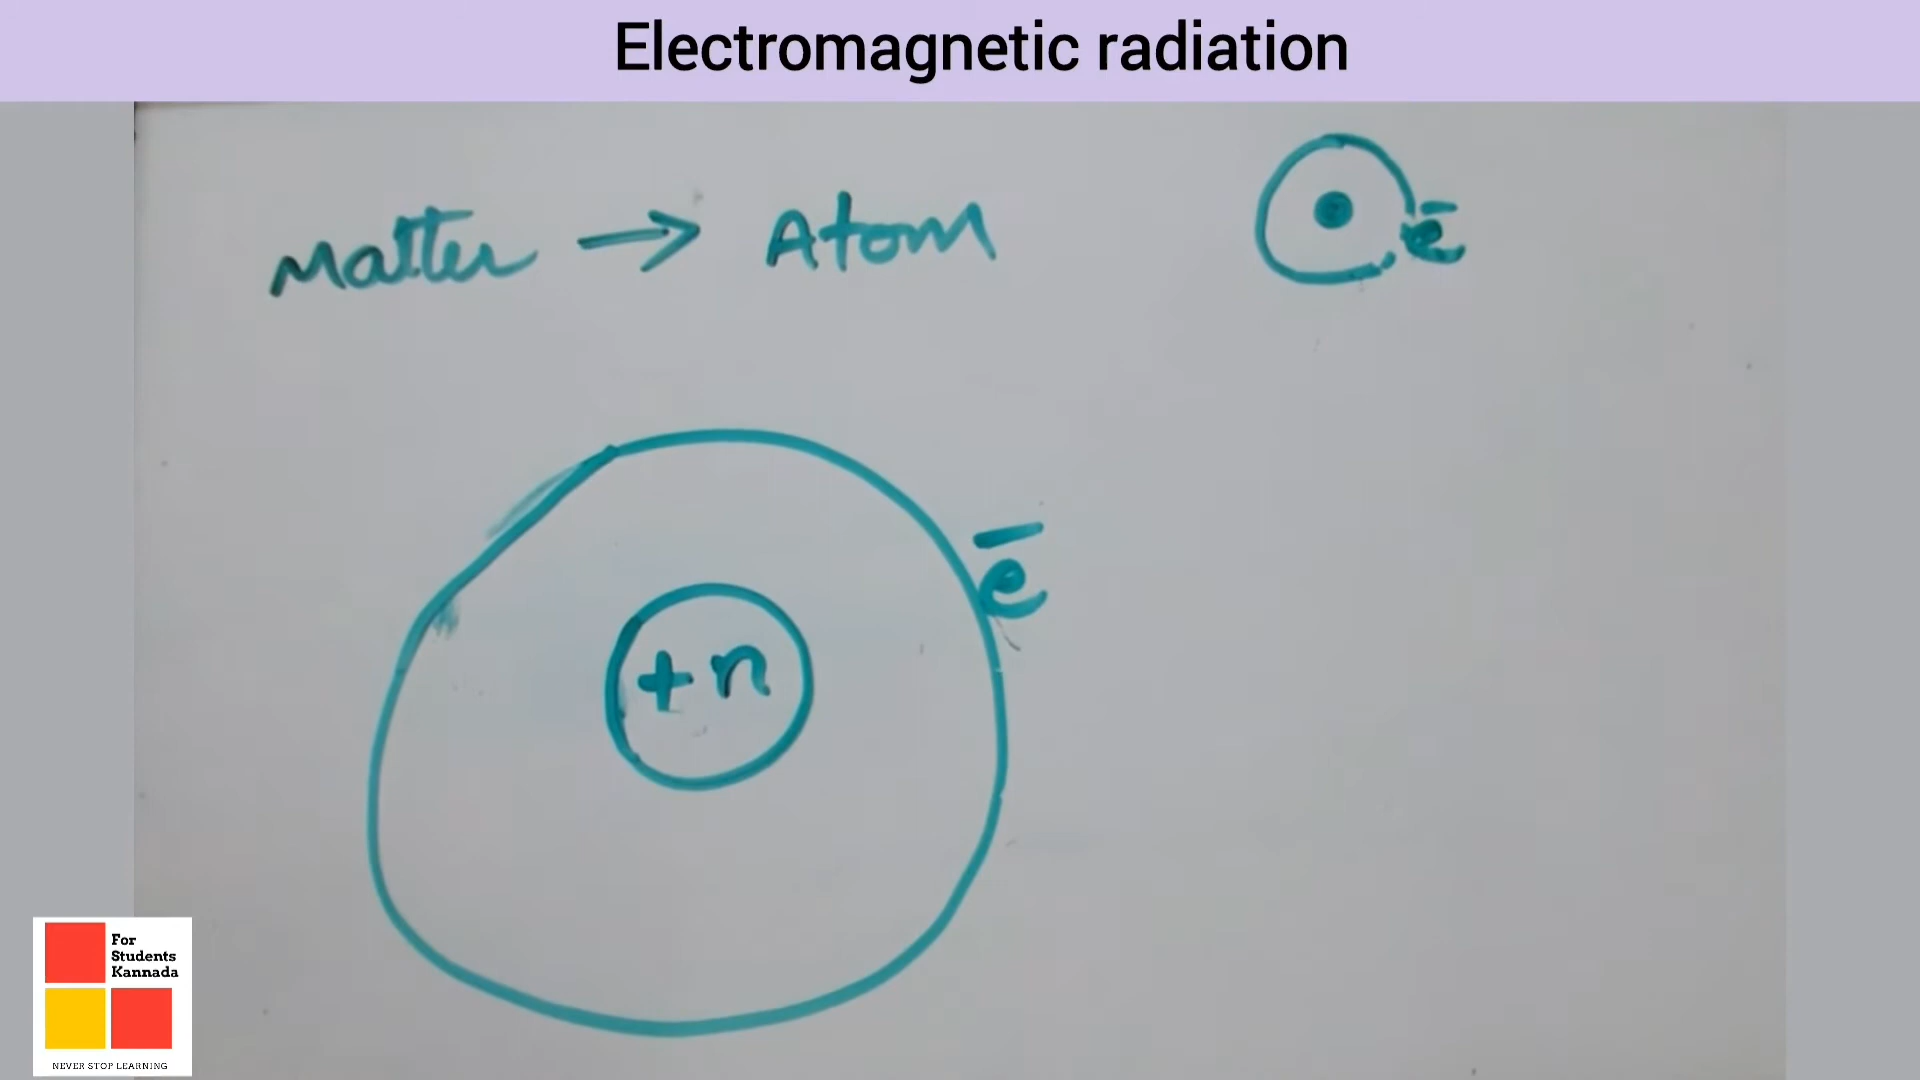 Electromagnetic radiation
Matter → Atom
e̅
e̅
+ n
For
Students
Kannada
NEVER STOP LEARNING